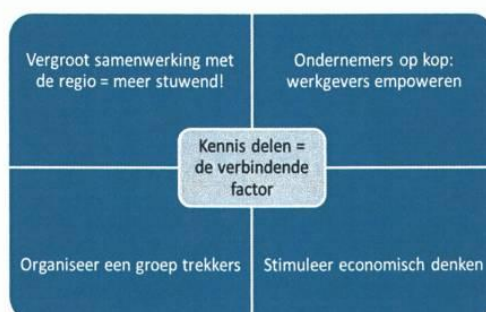 Vergroot samenwerking met
de regio = meer stuwend!
Ondernemers op kop:
werkgevers empoweren
Kennis delen =
de verbindende
factor
Organiseer een groep trekkers
Stimuleer economisch denken